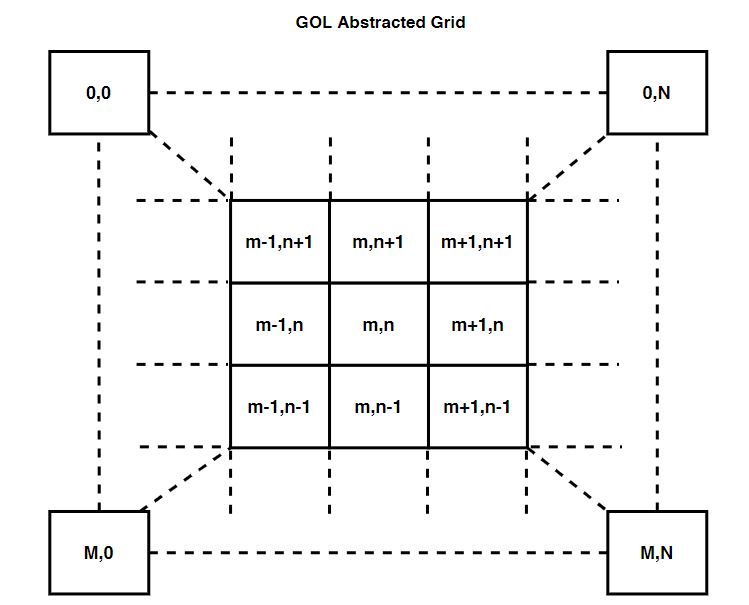 GOL Abstracted Grid
0,0
0,N
m-1,n+1
m,n+1
m+1,n+1
m-1,n
m,n
m+1,n
m-1,n-1
m,n-1
m+1,n-1
M,0
M,N